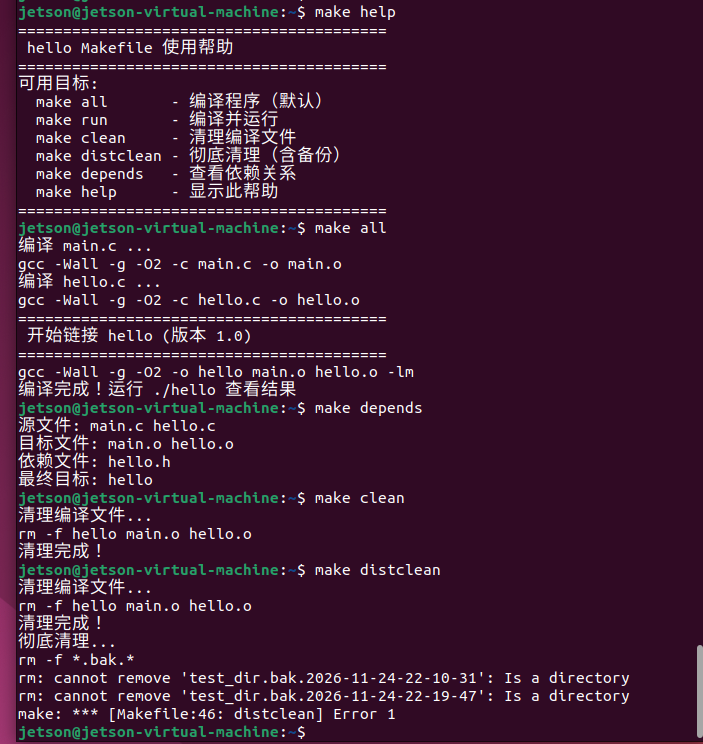 jetson@jetson-virtual-machine:~$ make help
=========================================
 hello Makefile 使用帮助
=========================================
可用目标:
  make all       - 编译程序（默认）
  make run       - 编译并运行
  make clean     - 清理编译文件
  make distclean - 彻底清理（含备份）
  make depends   - 查看依赖关系
  make help      - 显示此帮助
=========================================
jetson@jetson-virtual-machine:~$ make all
编译 main.c ...
gcc -Wall -g -O2 -c main.c -o main.o
编译 hello.c ...
gcc -Wall -g -O2 -c hello.c -o hello.o
=========================================
 开始链接 hello (版本 1.0)
=========================================
gcc -Wall -g -O2 -o hello main.o hello.o -lm
编译完成！运行 ./hello 查看结果
jetson@jetson-virtual-machine:~$ make depends
源文件: main.c hello.c
目标文件: main.o hello.o
依赖文件: hello.h
最终目标: hello
jetson@jetson-virtual-machine:~$ make clean
清理编译文件...
rm -f hello main.o hello.o
清理完成！
jetson@jetson-virtual-machine:~$ make distclean
清理编译文件...
rm -f hello main.o hello.o
清理完成！
彻底清理...
rm -f *.bak.*
rm: cannot remove 'test_dir.bak.2026-11-24-22-10-31': Is a directory
rm: cannot remove 'test_dir.bak.2026-11-24-22-19-47': Is a directory
make: *** [Makefile:46: distclean] Error 1
jetson@jetson-virtual-machine:~$